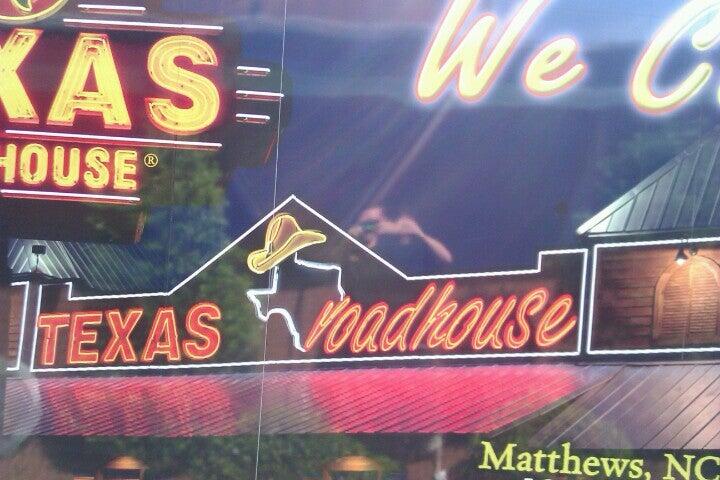 XAS
HOUSE®
We C
TEXAS roadhouse
Matthews, NC